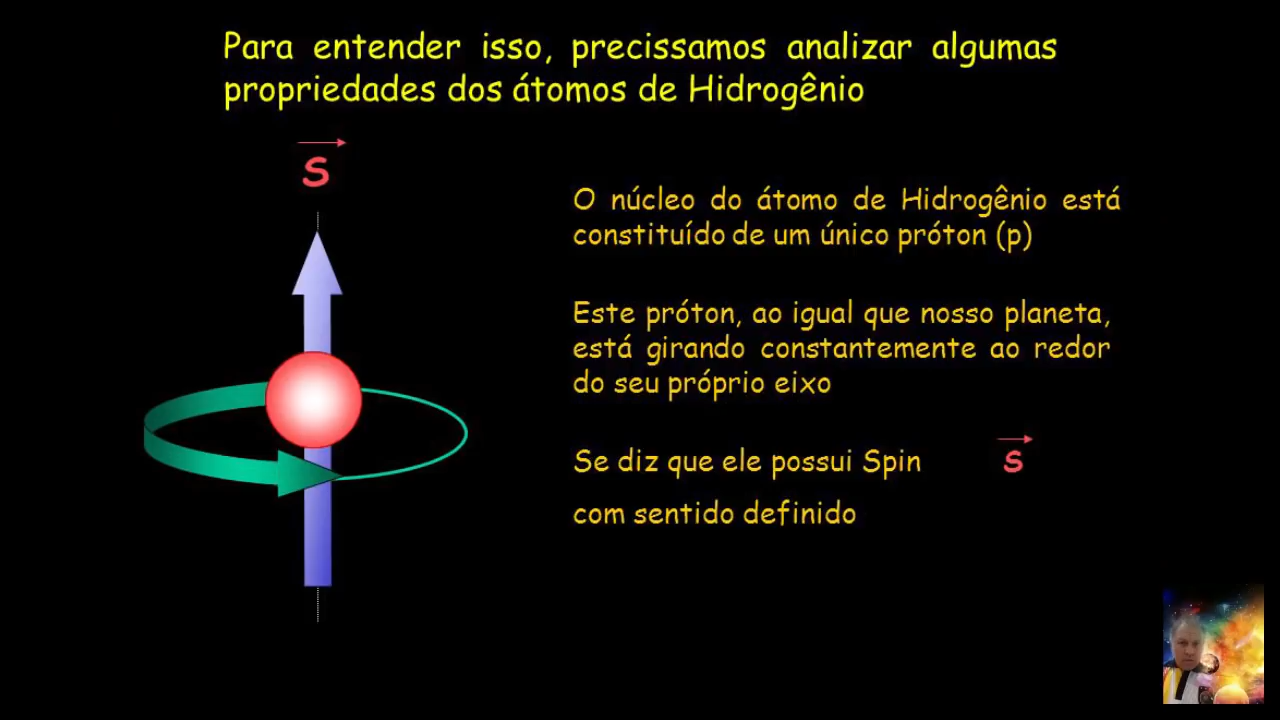 Para entender isso, precissamos analizar algumas
propriedades dos átomos de Hidrogênio
S
O núcleo do átomo de Hidrogênio está
constituído de um único próton (p)
Este próton, ao igual que nosso planeta,
está girando constantemente ao redor
do seu próprio eixo
Se diz que ele possui Spin S
com sentido definido